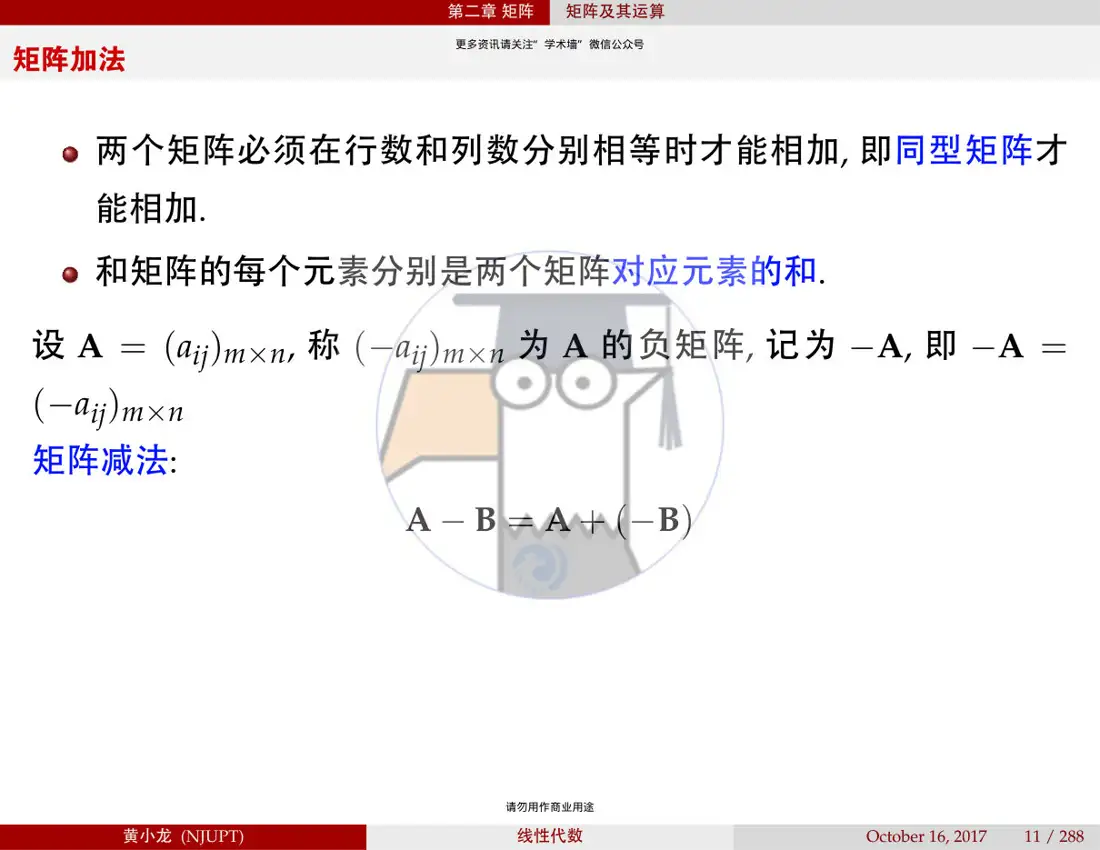 第二章 矩阵 矩阵及其运算
更多资讯请关注“学术墙”微信公众号
矩阵加法
两个矩阵必须在行数和列数分别相等时才能相加, 即同型矩阵才
能相加.
和矩阵的每个元素分别是两个矩阵对应元素的和.
设 A = (a_{ij})_{m×n}, 称 (−a_{ij})_{m×n} 为 A 的负矩阵, 记为 −A, 即 −A =
(−a_{ij})_{m×n}
矩阵减法:
A − B = A + (−B)
请勿用作商业用途
黄小龙 (NJUPT) 线性代数 October 16, 2017 11 / 288